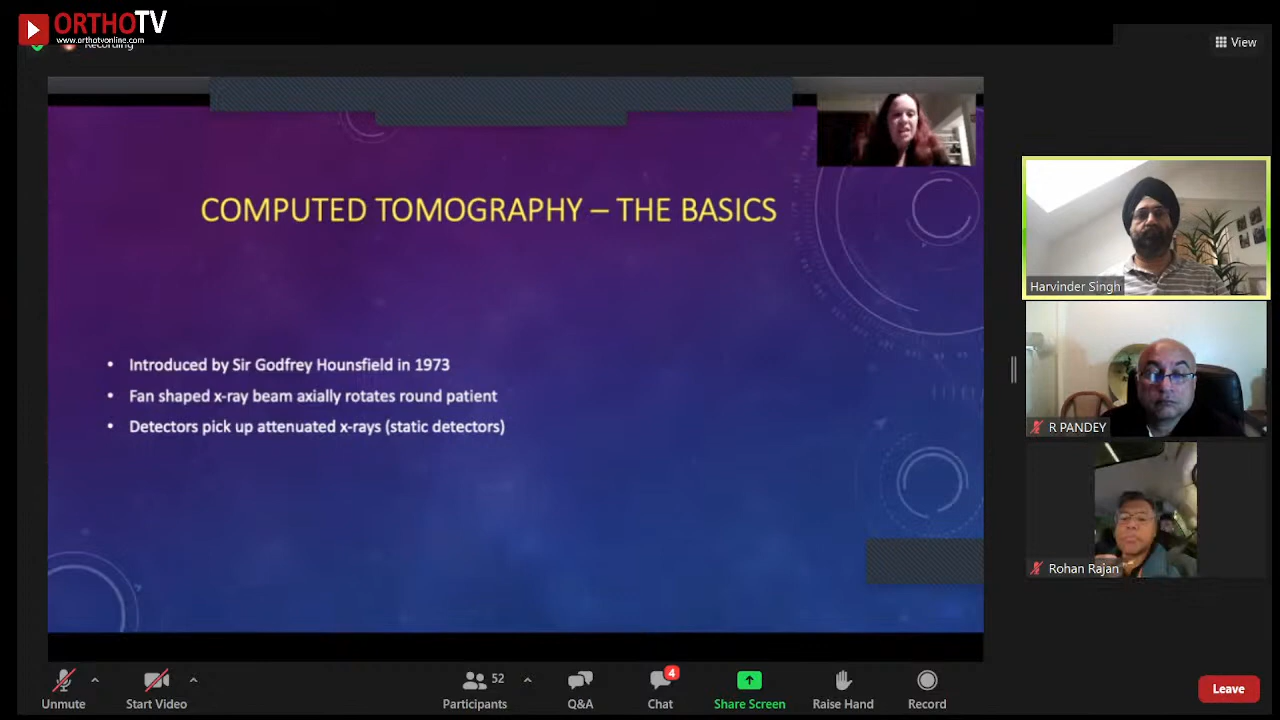 ORTHOTV
www.orthotvonline.com
Recording
View
COMPUTED TOMOGRAPHY – THE BASICS
• Introduced by Sir Godfrey Hounsfield in 1973
• Fan shaped x-ray beam axially rotates round patient
• Detectors pick up attenuated x-rays (static detectors)
Harvinder Singh
R PANDEY
Rohan Rajan
Unmute
Start Video
52
Participants
Q&A
4
Chat
Share Screen
Raise Hand
Record
Leave